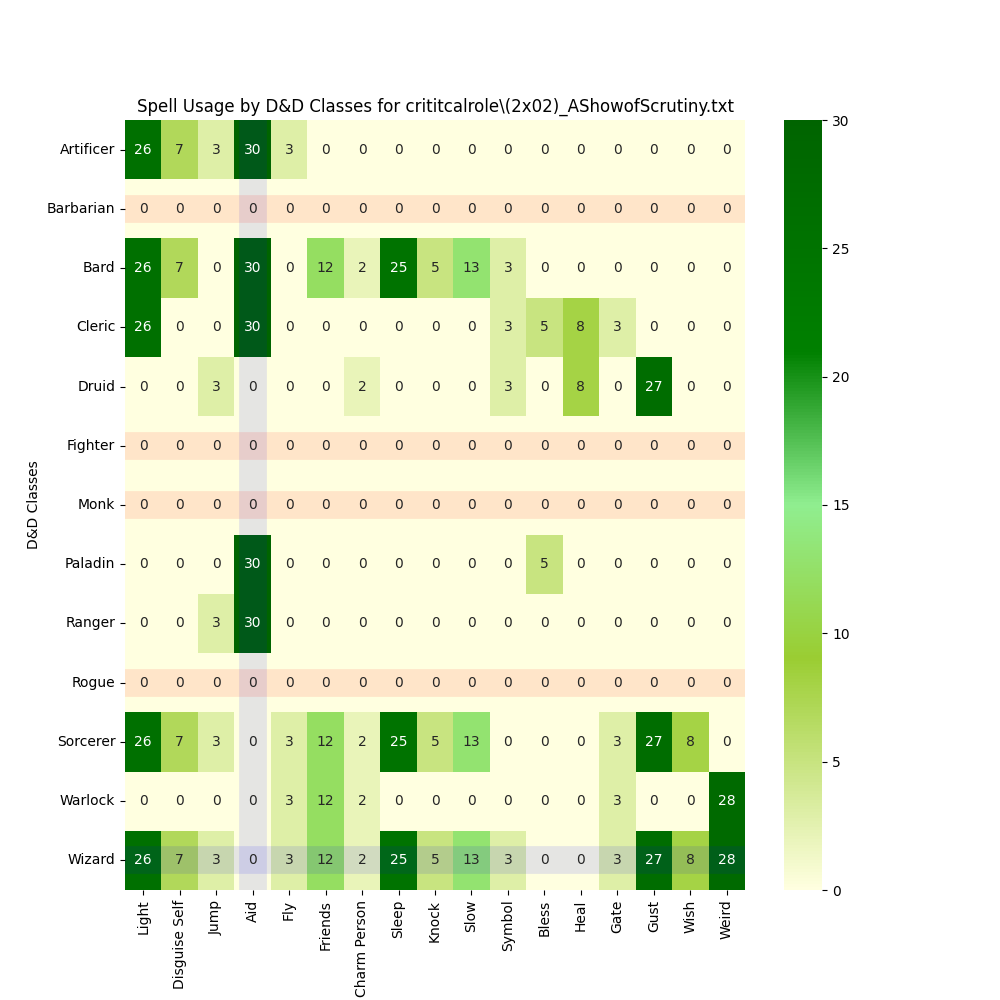 Spell Usage by D&D Classes for crititcalrole\(2x02)_AShowofScrutiny.txt
D&D Classes
Artificer 26 7 3 30 3 0 0 0 0 0 0 0 0 0 0 0 0
Barbarian 0 0 0 0 0 0 0 0 0 0 0 0 0 0 0 0 0
Bard 26 7 0 30 0 12 2 25 5 13 3 0 0 0 0 0 0
Cleric 26 0 0 30 0 0 0 0 0 0 3 5 8 3 0 0 0
Druid 0 0 3 0 0 0 2 0 0 0 3 0 8 0 27 0 0
Fighter 0 0 0 0 0 0 0 0 0 0 0 0 0 0 0 0 0
Monk 0 0 0 0 0 0 0 0 0 0 0 0 0 0 0 0 0
Paladin 0 0 0 30 0 0 0 0 0 0 0 5 0 0 0 0 0
Ranger 0 0 3 30 0 0 0 0 0 0 0 0 0 0 0 0 0
Rogue 0 0 0 0 0 0 0 0 0 0 0 0 0 0 0 0 0
Sorcerer 26 7 3 0 3 12 2 25 5 13 0 0 0 3 27 8 0
Warlock 0 0 0 0 3 12 2 0 0 0 0 0 0 3 0 0 28
Wizard 26 7 3 0 3 12 2 25 5 13 3 0 0 3 27 8 28
Light
Disguise Self
Jump
Aid
Fly
Friends
Charm Person
Sleep
Knock
Slow
Symbol
Bless
Heal
Gate
Gust
Wish
Weird
30
25
20
15
10
5
0